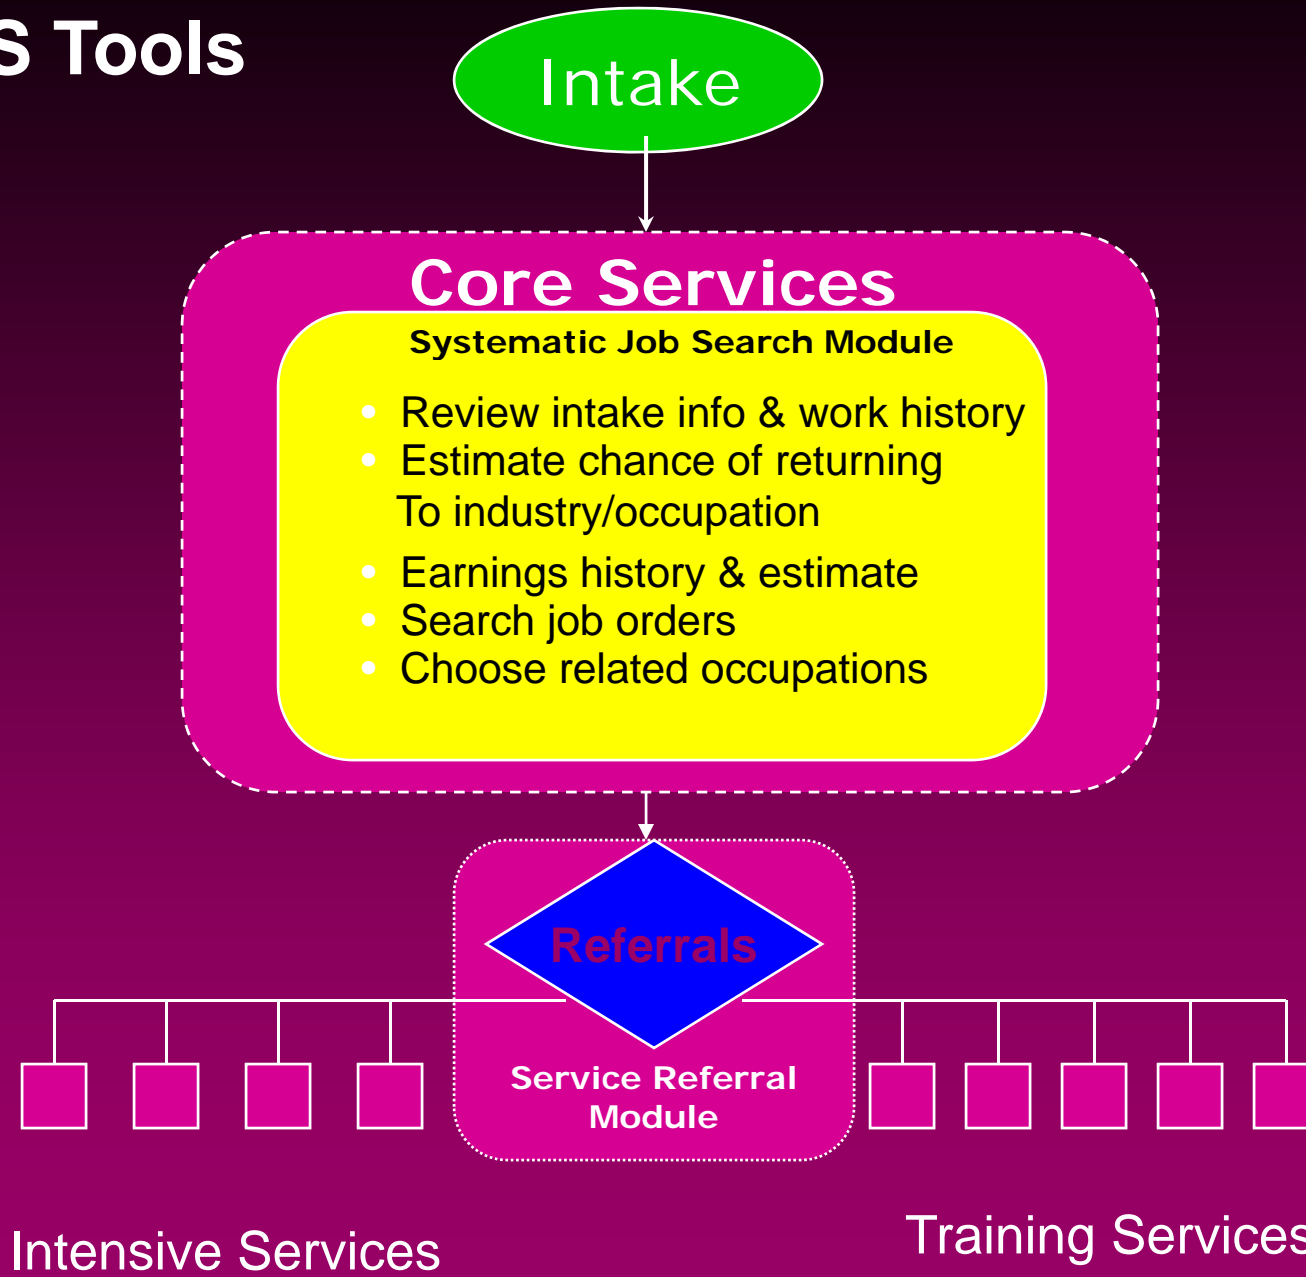 S Tools
Intake
Core Services
Systematic Job Search Module
• Review intake info & work history
• Estimate chance of returning
To industry/occupation
• Earnings history & estimate
• Search job orders
• Choose related occupations
Referrals
Service Referral
Module
Intensive Services
Training Services